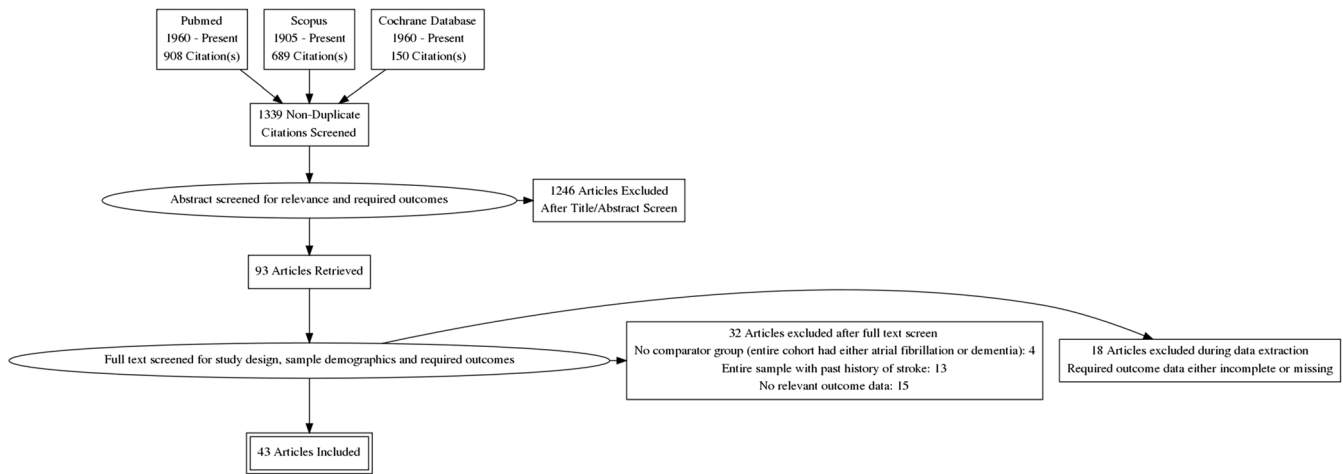 Pubmed
1960 - Present
908 Citation(s)
Scopus
1905 - Present
689 Citation(s)
Cochrane Database
1960 - Present
150 Citation(s)
1339 Non-Duplicate
Citations Screened
Abstract screened for relevance and required outcomes
1246 Articles Excluded
After Title/Abstract Screen
93 Articles Retrieved
Full text screened for study design, sample demographics and required outcomes
32 Articles excluded after full text screen
No comparator group (entire cohort had either atrial fibrillation or dementia): 4
Entire sample with past history of stroke: 13
No relevant outcome data: 15
18 Articles excluded during data extraction
Required outcome data either incomplete or missing
43 Articles Included